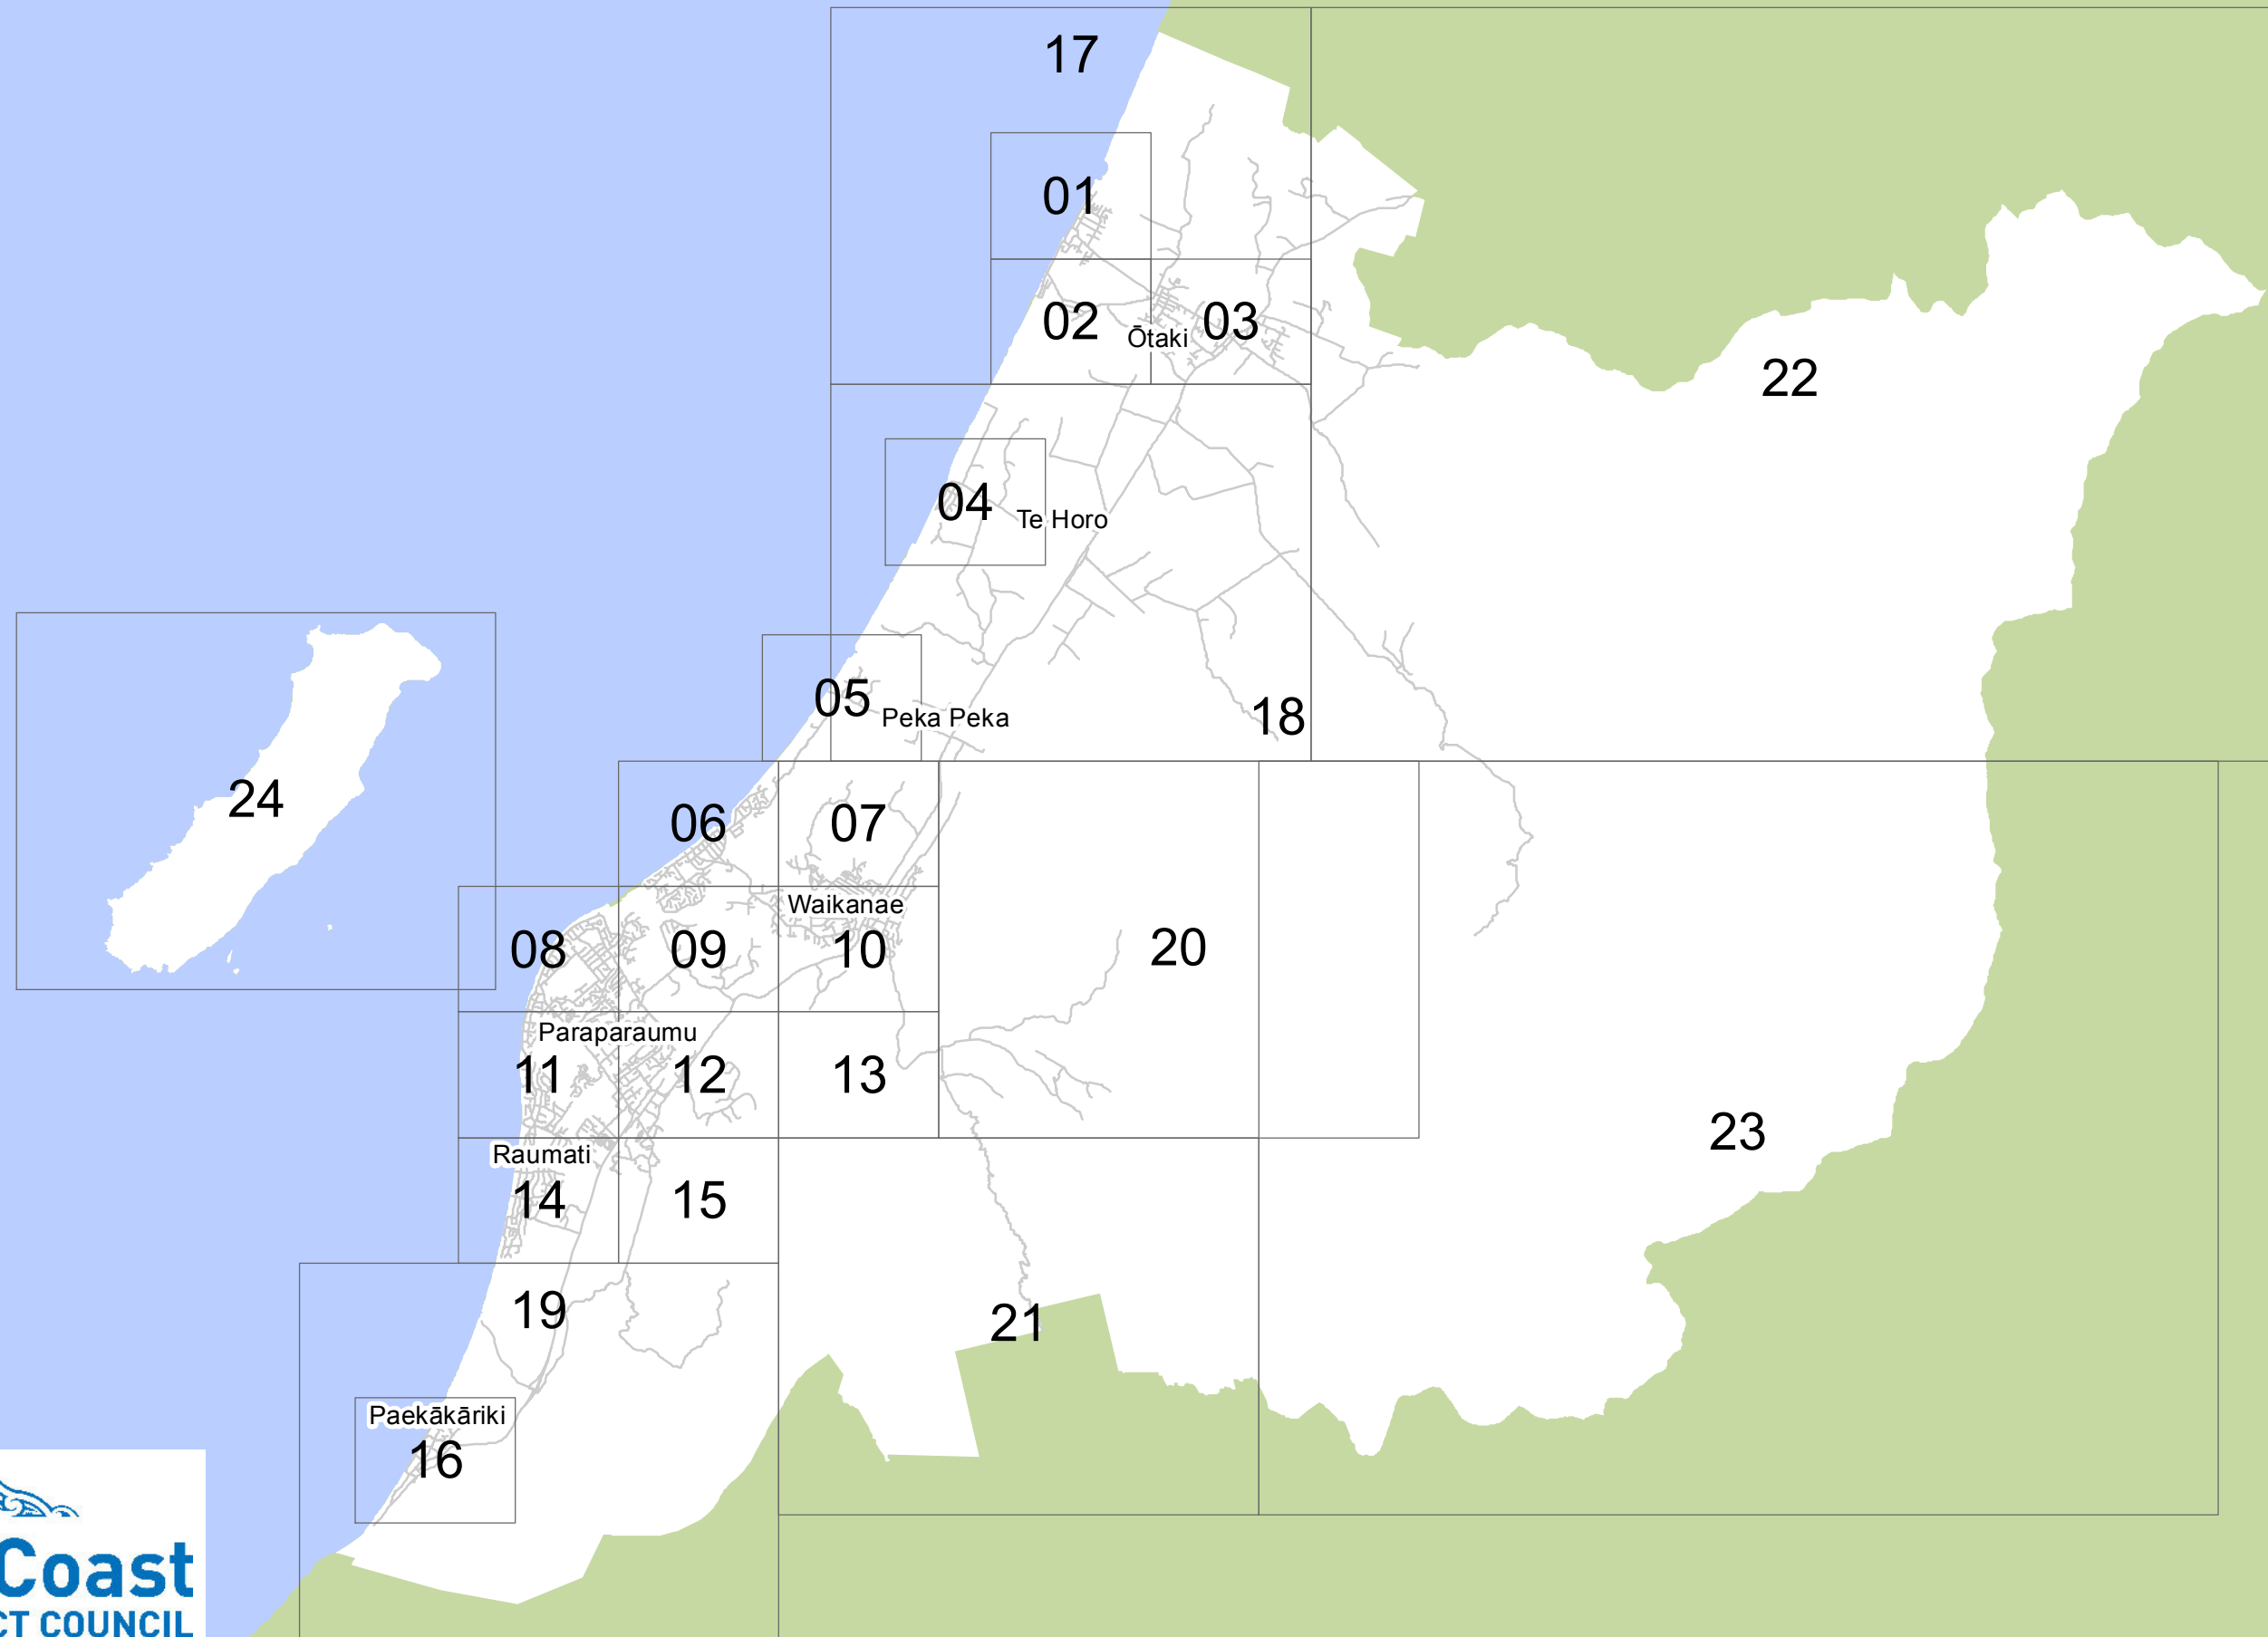 17
01
02
Ōtaki
03
22
04
Te Horo
05
Peka Peka
18
24
06
07
Waikanae
08
09
10
20
Paraparaumu
11
12
13
23
Raumati
14
15
19
21
Paekākāriki
16
Coast
CT COUNCIL